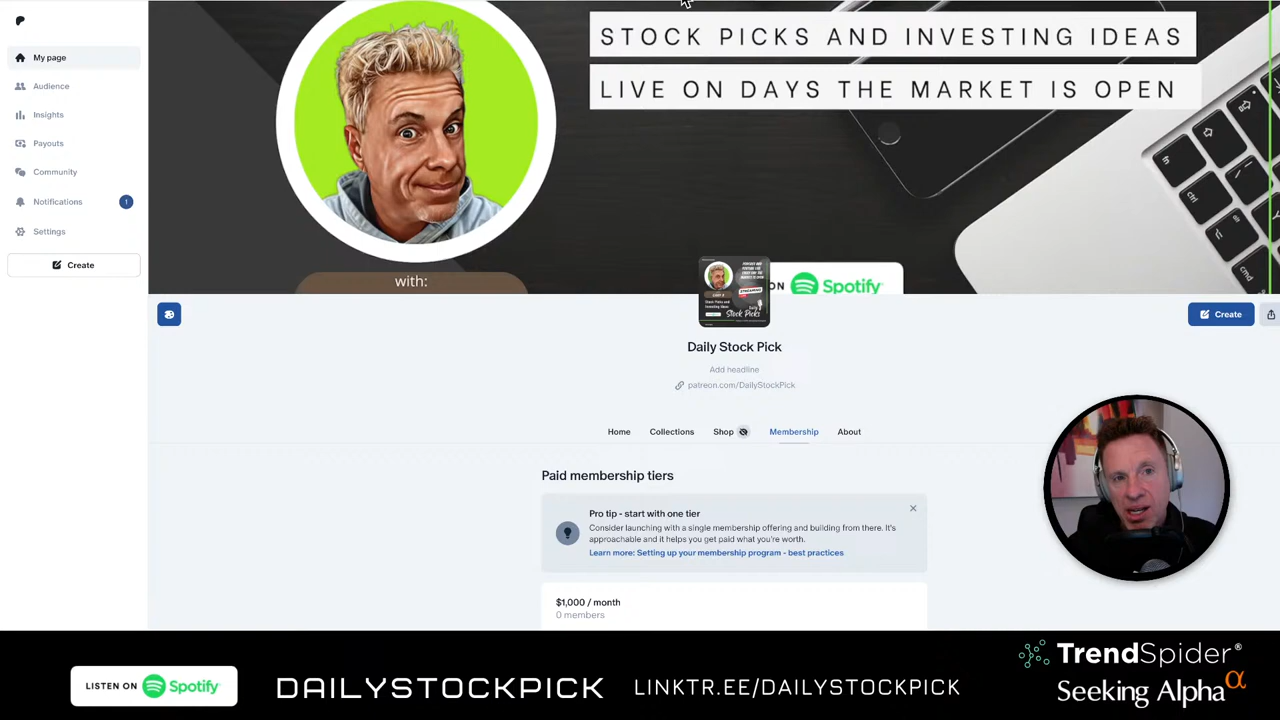 STOCK PICKS AND INVESTING IDEAS
LIVE ON DAYS THE MARKET IS OPEN
My page
Audience
Insights
Payouts
Community
Notifications
1
Settings
Create
with:
ON Spotify
Create
Stock Picks
Daily Stock Pick
Add headline
patreon.com/DailyStockPick
Home
Collections
Shop
Membership
About
Paid membership tiers
Pro tip - start with one tier
Consider launching with a single membership offering and building from there. It's
approachable and it helps you get paid what you're worth.
Learn more: Setting up your membership program - best practices
$1,000 / month
0 members
LISTEN ON Spotify
DAILYSTOCKPICK
LINKTR.EE/DAILYSTOCKPICK
TrendSpider®
Seeking Alpha α